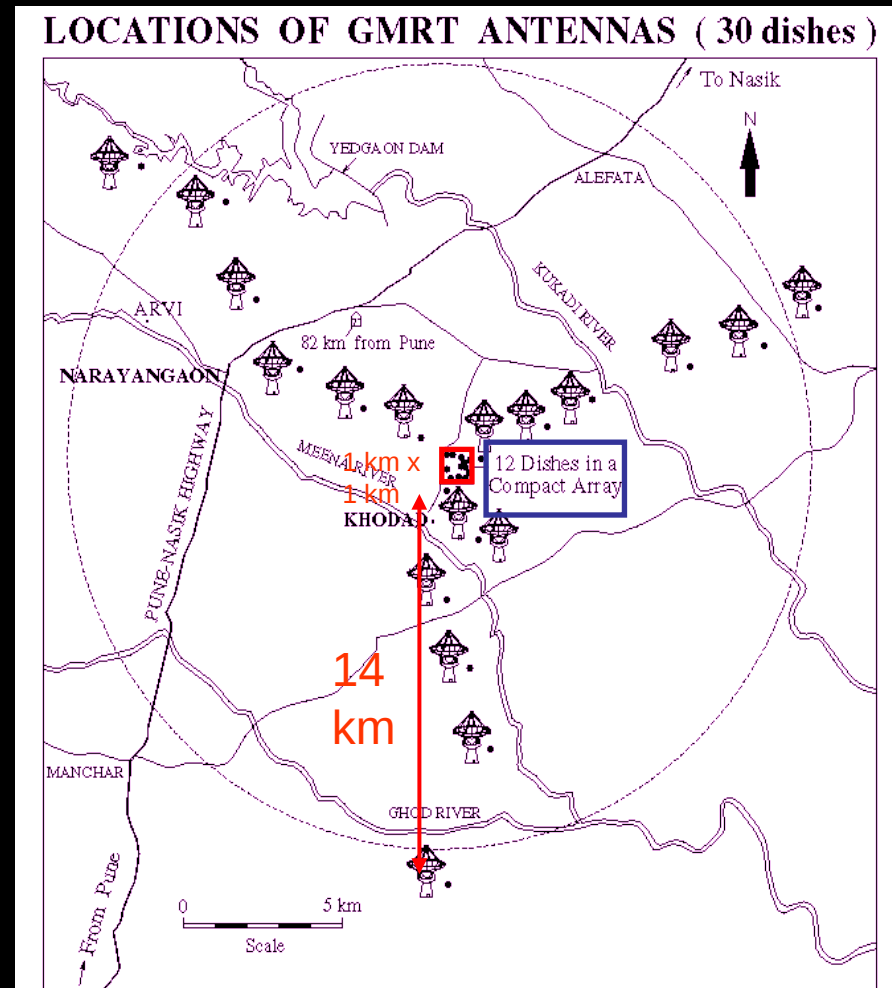 LOCATIONS OF GMRT ANTENNAS ( 30 dishes )
To Nasik
N
YEDGAON DAM
ALEFATA
KUKADI RIVER
ARVI
82 km from Pune
NARAYANGAON
MEENA RIVER
1 km x
1 km
12 Dishes in a
Compact Array
KHODAD
PUNE-NASIK HIGHWAY
14
km
MANCHAR
GHOD RIVER
From Pune
0 5 km
Scale